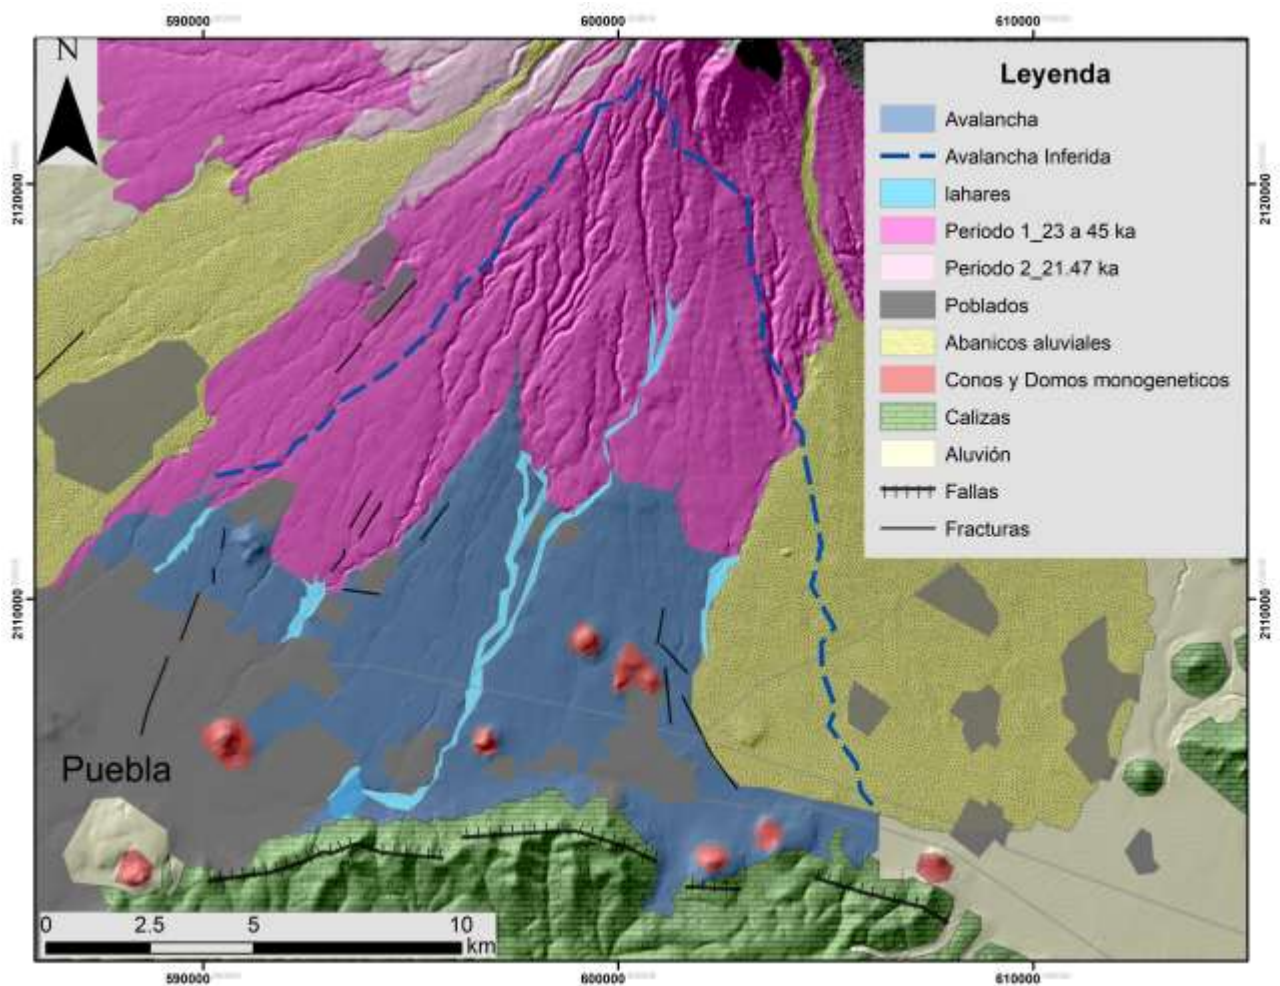 590000
600000
610000
N
2120000
2120000
Leyenda
Avalancha
Avalancha Inferida
lahares
Periodo 1_23 a 45 ka
Periodo 2_21.47 ka
Poblados
Abanicos aluviales
Conos y Domos monogeneticos
Calizas
Aluvión
Fallas
Fracturas
2110000
2110000
Puebla
0 2.5 5 10
km
590000
600000
610000